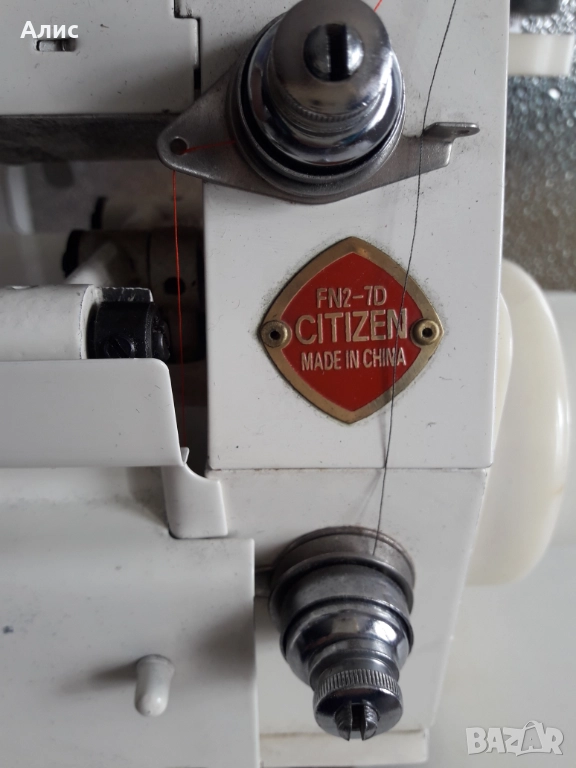 Алис
FN2-7D
CITIZEN
MADE IN CHINA
BAZAR